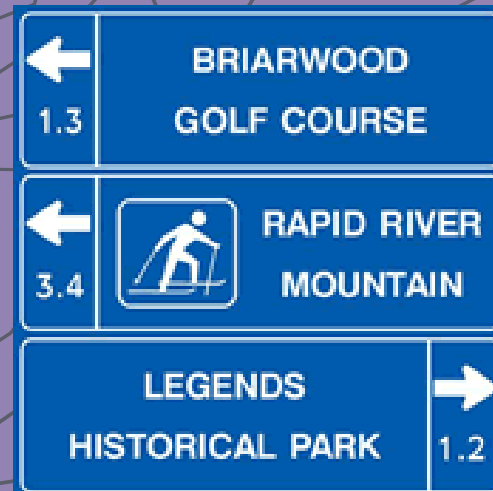 BRIARWOOD
1.3
GOLF COURSE
RAPID RIVER
3.4
MOUNTAIN
LEGENDS
HISTORICAL PARK
1.2